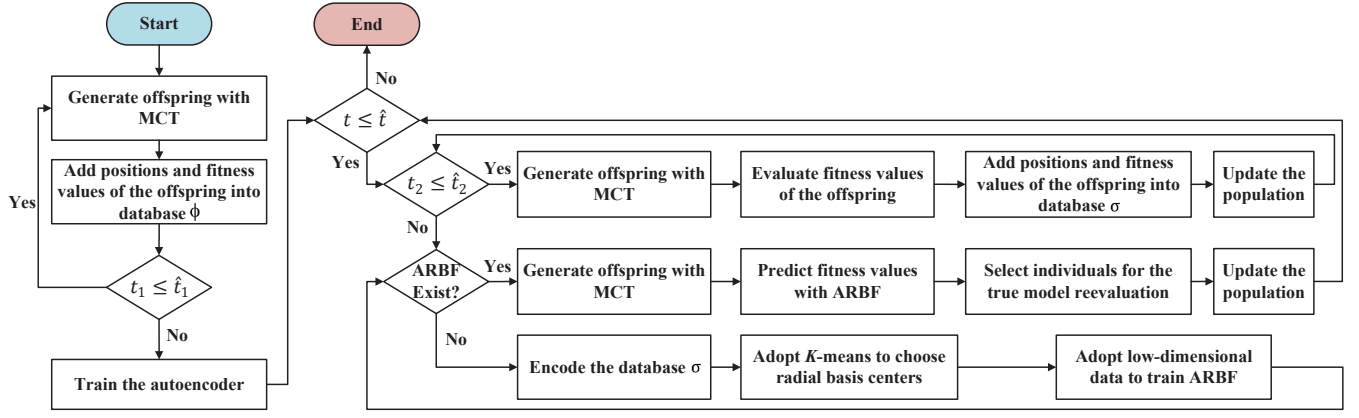 Start
Generate offspring with
MCT
Add positions and fitness
values of the offspring into
database ϕ
Yes
t₁ ≤ t̂₁
No
Train the autoencoder
End
No
t ≤ t̂
Yes
t₂ ≤ t̂₂
Yes
Generate offspring with
MCT
Evaluate fitness values
of the offspring
Add positions and fitness
values of the offspring into
database σ
Update the
population
No
ARBF
Exist?
Yes
Generate offspring with
MCT
Predict fitness values
with ARBF
Select individuals for the
true model reevaluation
Update the
population
No
Encode the database σ
Adopt K-means to choose
radial basis centers
Adopt low-dimensional
data to train ARBF